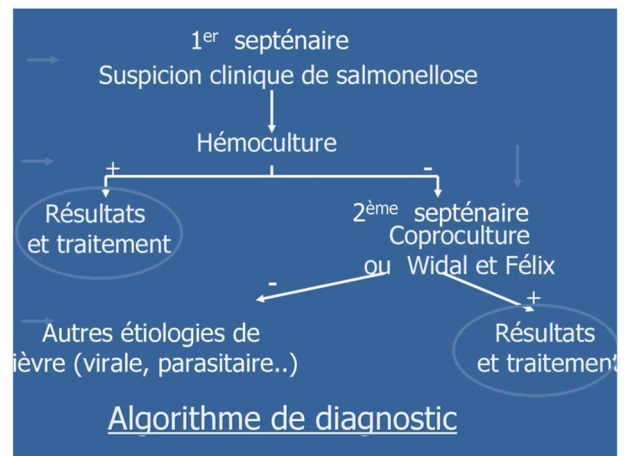 1er septénaire
Suspicion clinique de salmonellose
Hémoculture
+ -
Résultats
et traitement
2ème septénaire
Coproculture
ou Widal et Félix
- +
Autres étiologies de
ièvre (virale, parasitaire..)
Résultats
et traitement
Algorithme de diagnostic